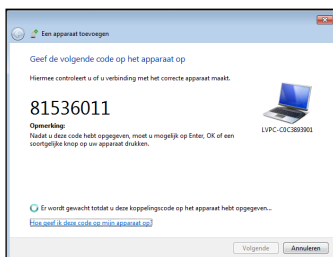 Een apparaat toevoegen
Geef de volgende code op het apparaat op
Hiermee controleert u of u verbinding met het correcte apparaat maakt.
81536011
Opmerking:
Nadat u deze code hebt opgegeven, moet u mogelijk op Enter, OK of een
soortgelijke knop op uw apparaat drukken.
LVPC-C0C3893901
Er wordt gewacht totdat u deze koppelingscode op het apparaat hebt opgegeven...
Hoe geef ik deze code op mijn apparaat op?
Volgende
Annuleren